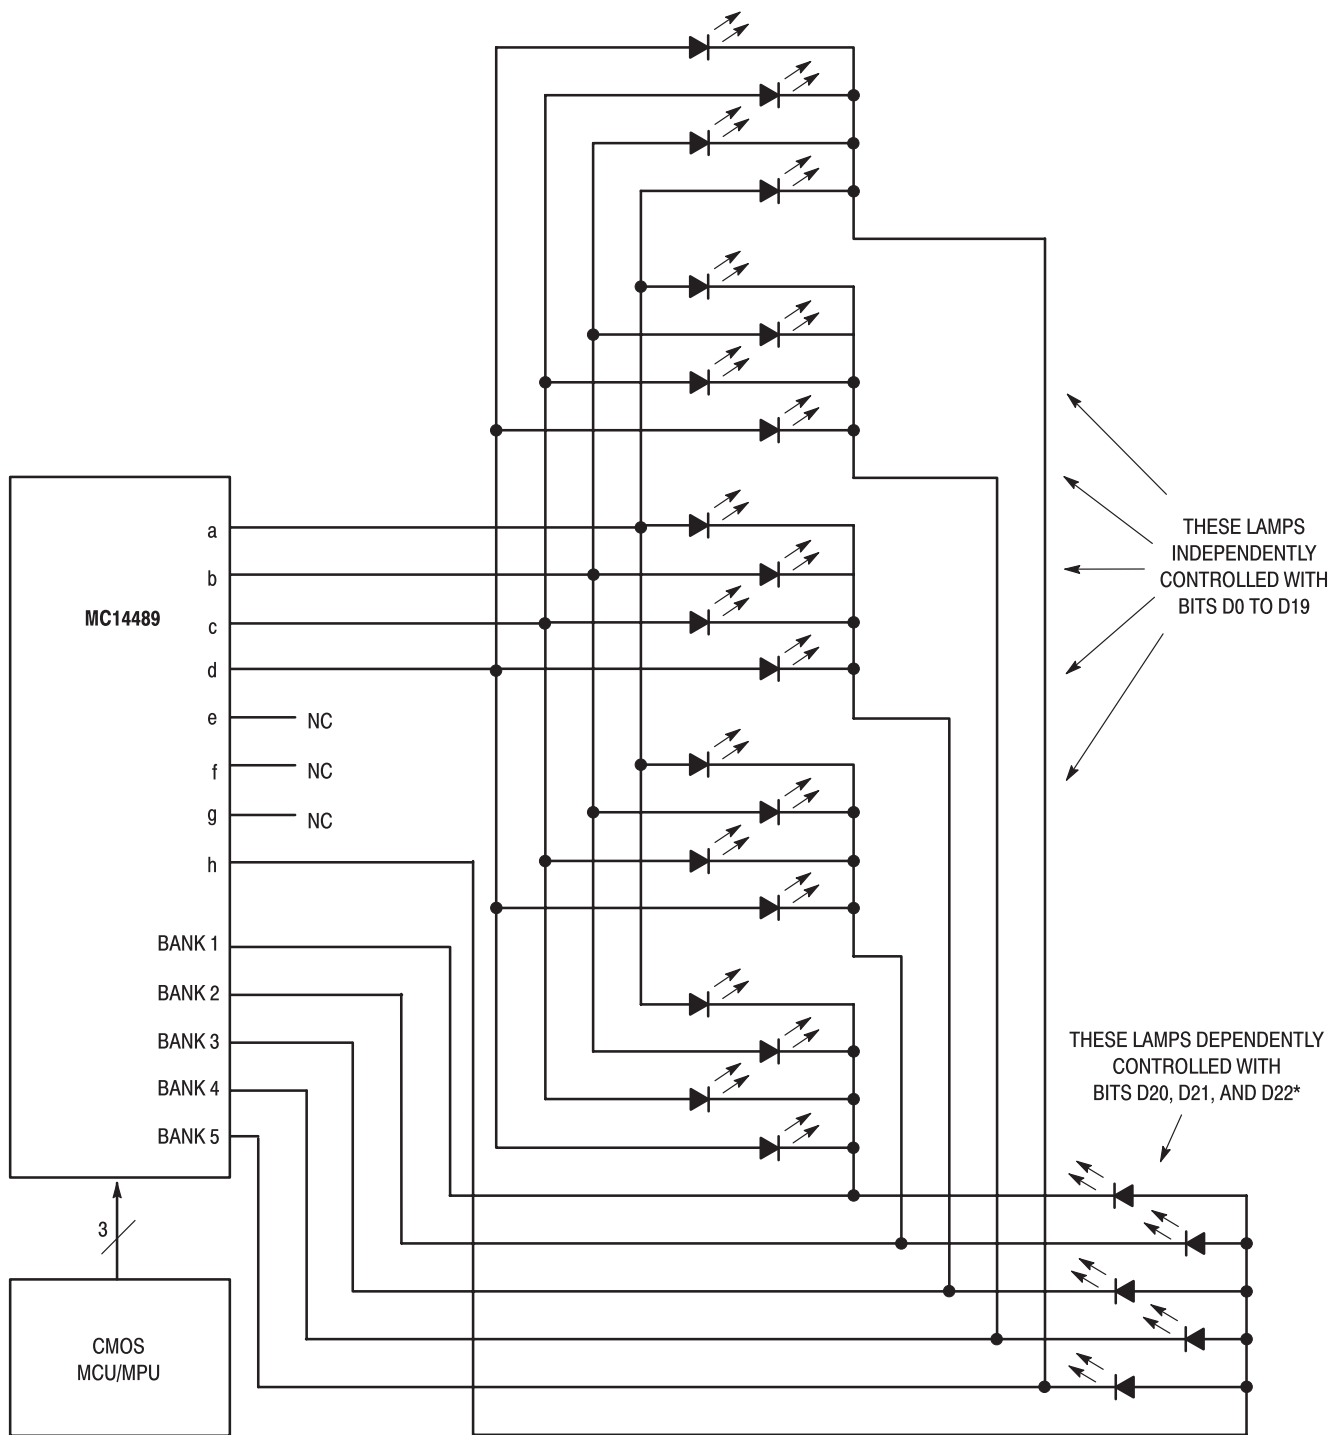 THESE LAMPS
INDEPENDENTLY
CONTROLLED WITH
BITS D0 TO D19
MC14489
a
b
c
d
e
NC
f
NC
g
NC
h
BANK 1
BANK 2
BANK 3
BANK 4
BANK 5
THESE LAMPS DEPENDENTLY
CONTROLLED WITH
BITS D20, D21, AND D22*
3
CMOS
MCU/MPU